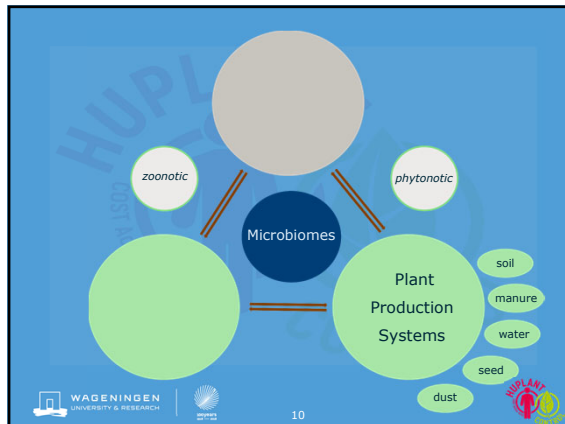 zoonotic
phytonotic
Microbiomes
Plant
Production
Systems
soil
manure
water
seed
dust
WAGENINGEN
UNIVERSITY & RESEARCH
10
HUPLANT